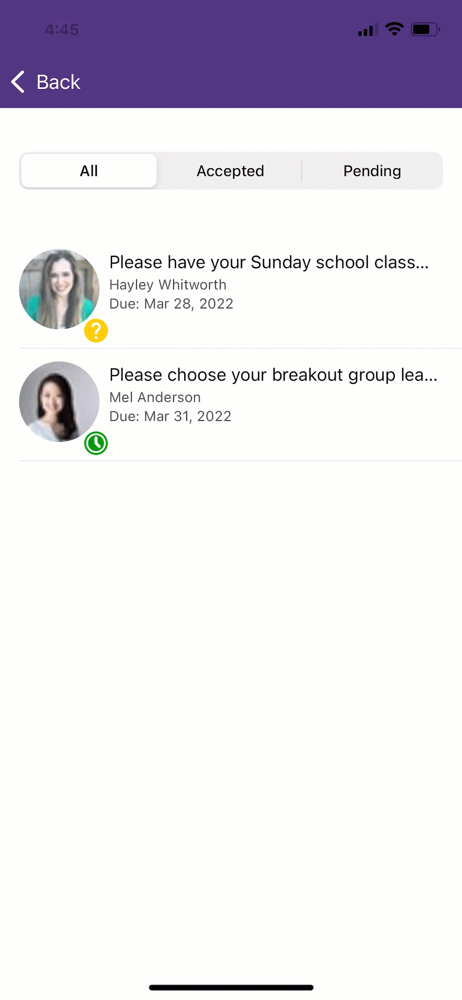 4:45
Back
All Accepted Pending
Please have your Sunday school class...
Hayley Whitworth
Due: Mar 28, 2022
?
Please choose your breakout group lea...
Mel Anderson
Due: Mar 31, 2022